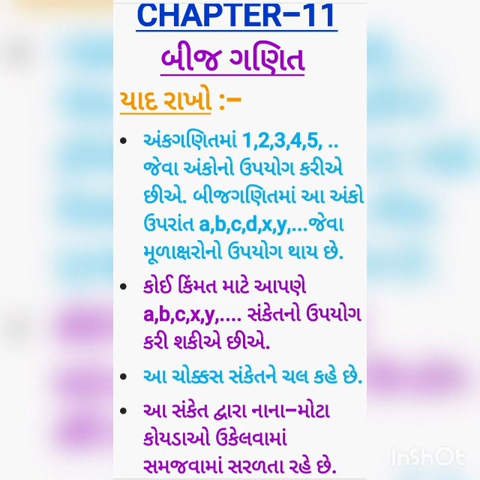 CHAPTER–11
બીજ ગણિત
યાદ રાખો :–
• અંકગણિતમાં 1,2,3,4,5, ..
જેવા અંકોનો ઉપયોગ કરીએ
છીએ. બીજગણિતમાં આ અંકો
ઉપરાંત a,b,c,d,x,y,...જેવા
મૂળાક્ષરોનો ઉપયોગ થાય છે.
• કોઈ કિંમત માટે આપણે
a,b,c,x,y,.... સંકેતનો ઉપયોગ
કરી શકીએ છીએ.
• આ ચોક્કસ સંકેતને ચલ કહે છે.
• આ સંકેત દ્વારા નાના–મોટા
કોયડાઓ ઉકેલવામાં
સમજવામાં સરળતા રહે છે.
InShOt